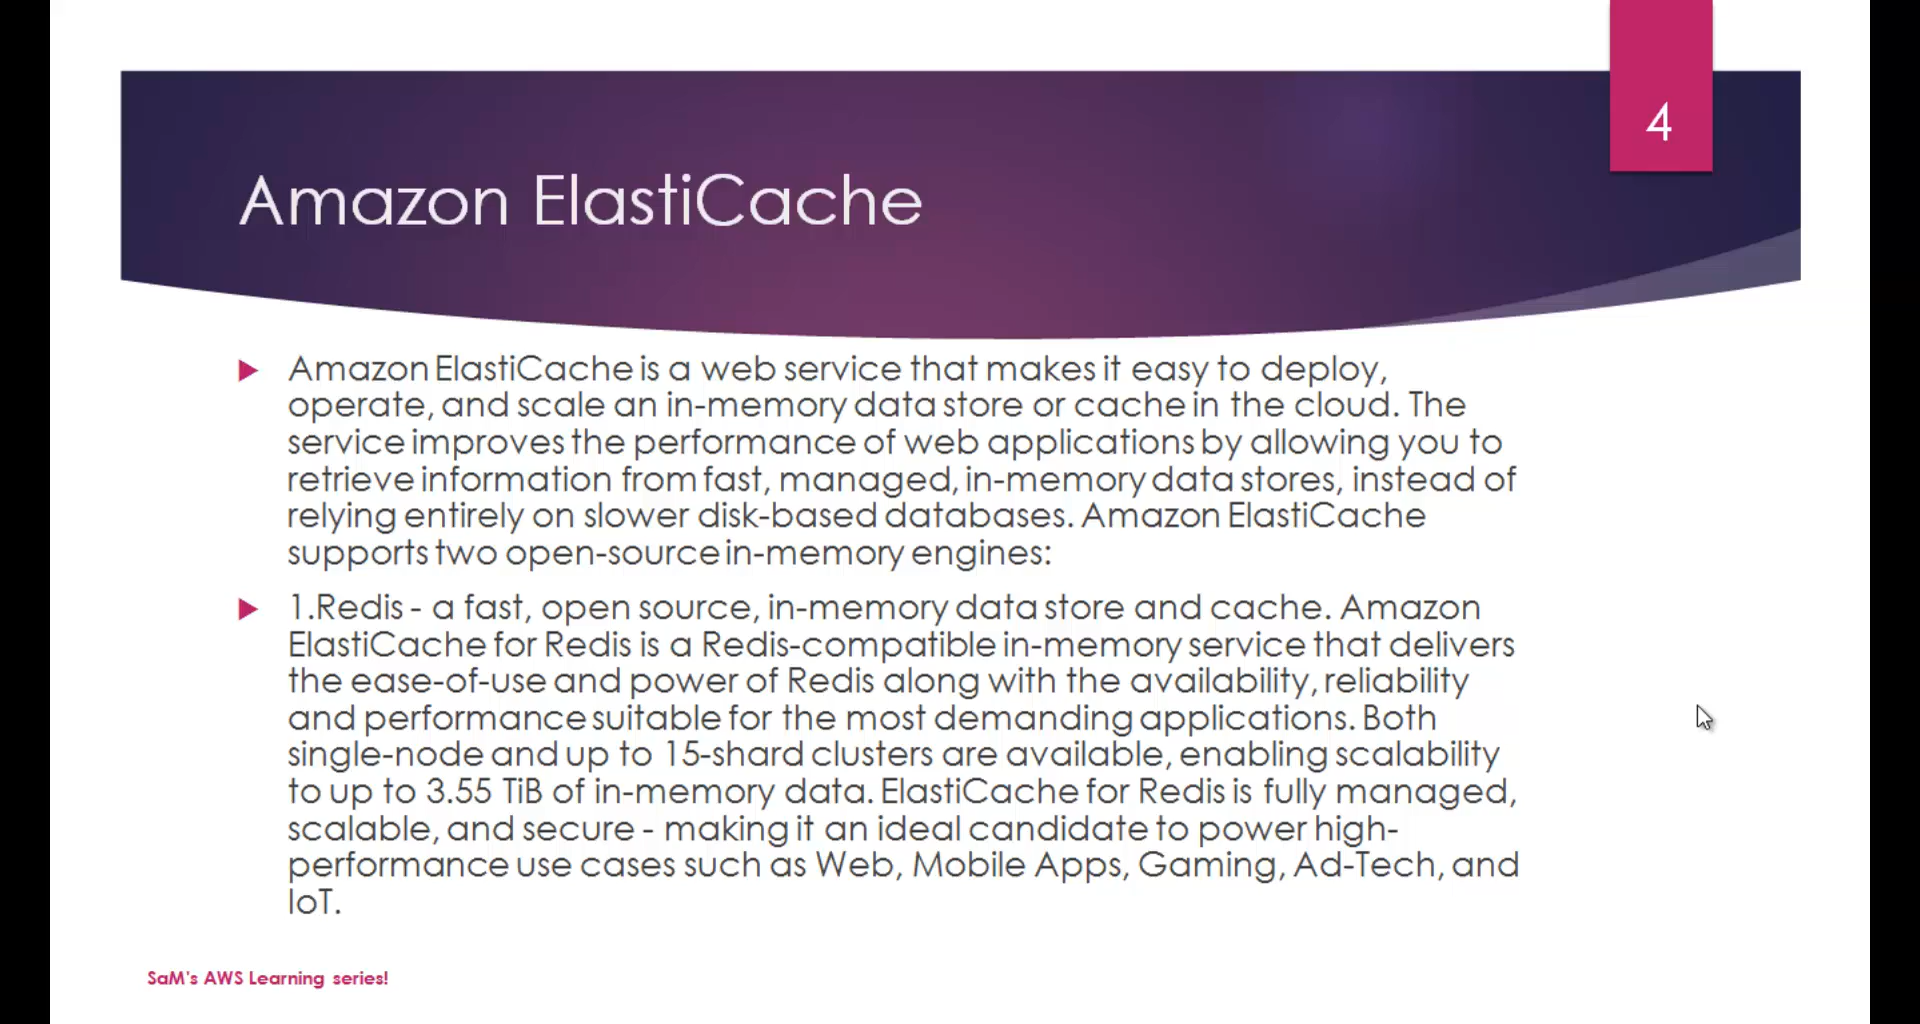 4
Amazon ElastiCache
Amazon ElastiCache is a web service that makes it easy to deploy,
operate, and scale an in-memory data store or cache in the cloud. The
service improves the performance of web applications by allowing you to
retrieve information from fast, managed, in-memory data stores, instead of
relying entirely on slower disk-based databases. Amazon ElastiCache
supports two open-source in-memory engines:
1.Redis - a fast, open source, in-memory data store and cache. Amazon
ElastiCache for Redis is a Redis-compatible in-memory service that delivers
the ease-of-use and power of Redis along with the availability, reliability
and performance suitable for the most demanding applications. Both
single-node and up to 15-shard clusters are available, enabling scalability
to up to 3.55 TiB of in-memory data. ElastiCache for Redis is fully managed,
scalable, and secure - making it an ideal candidate to power high-
performance use cases such as Web, Mobile Apps, Gaming, Ad-Tech, and
IoT.
SaM's AWS Learning series!